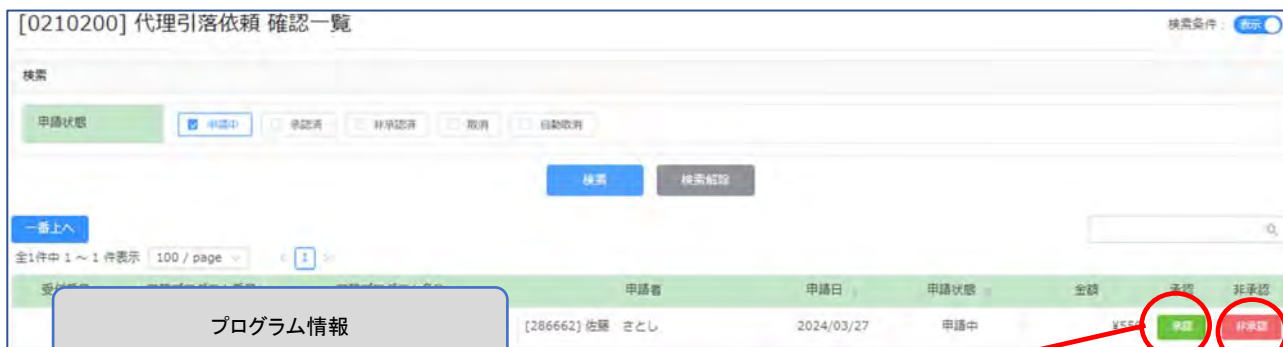 [0210200] 代理引落依頼 確認一覧
検索条件 : 表示
検索
申請状態 申請中 承認済 非承認済 取消 自動取消
検索 検索解除
一番上へ
全1件中 1 ~ 1 件表示 100 / page < 1 >
申請者 申請日 申請状態 金額 承認 非承認
プログラム情報
[286662] 佐藤 さとし 2024/03/27 申請中 承認 非承認